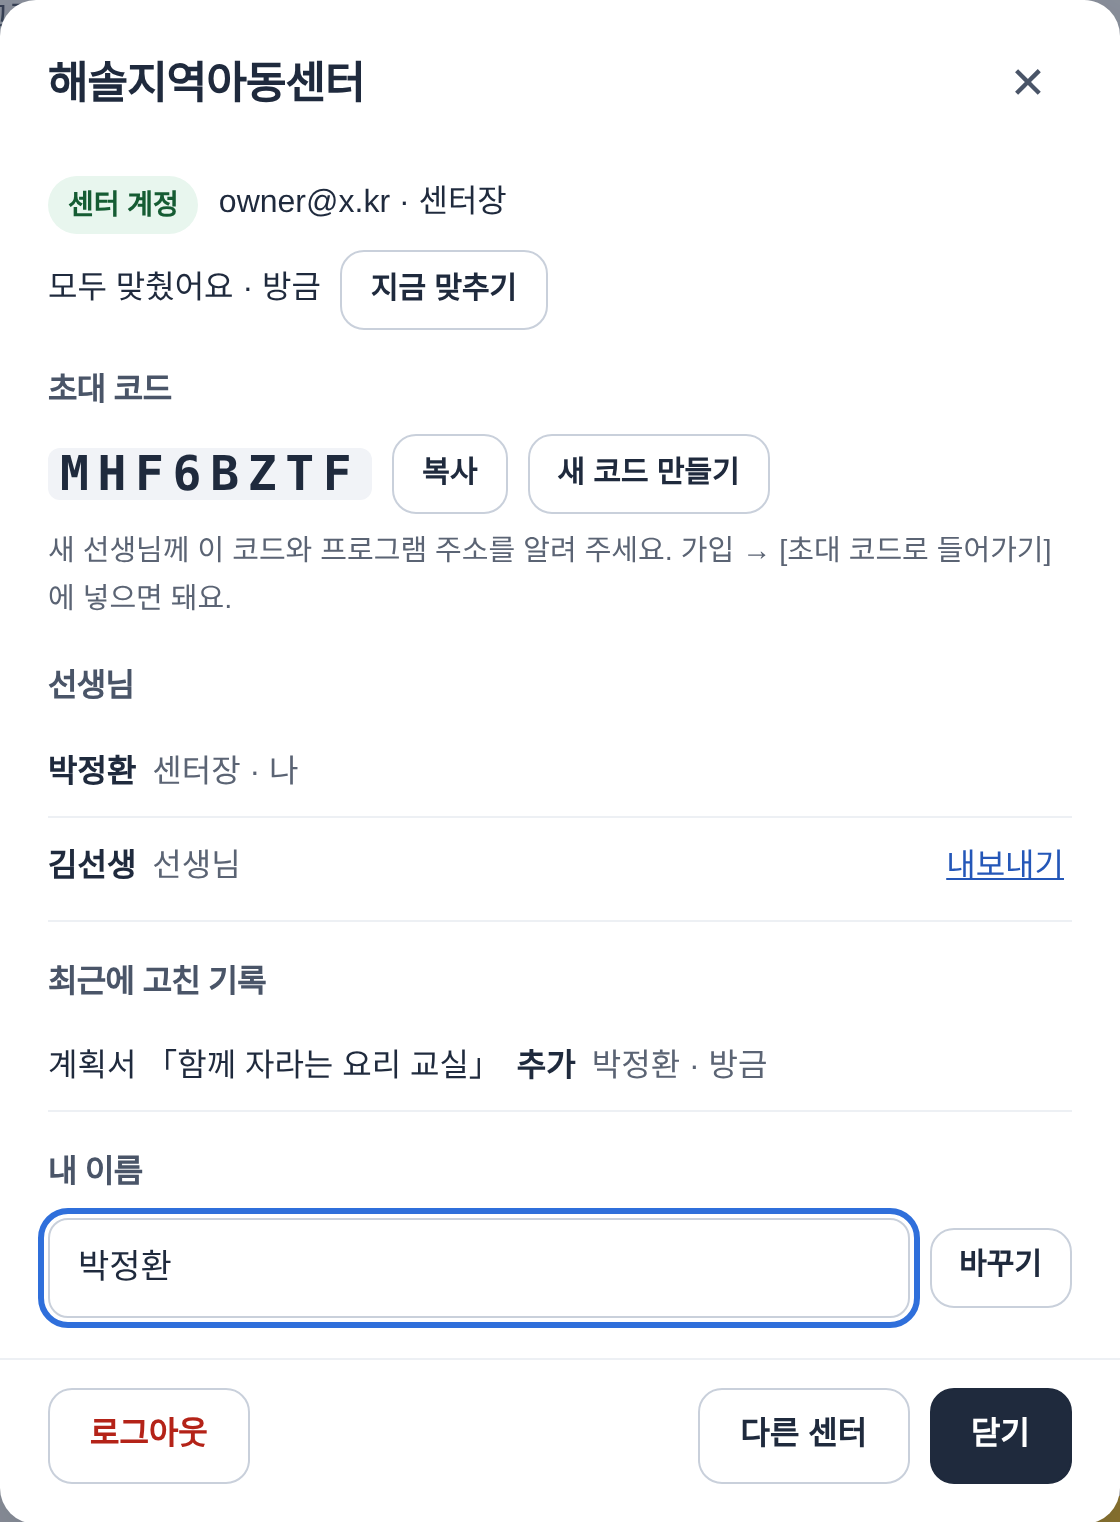 해솔지역아동센터 ✕
센터 계정 owner@x.kr · 센터장
모두 맞췄어요 · 방금 지금 맞추기
초대 코드
MHF6BZTF 복사 새 코드 만들기
새 선생님께 이 코드와 프로그램 주소를 알려 주세요. 가입 → [초대 코드로 들어가기]
에 넣으면 돼요.
선생님
박정환 센터장 · 나
김선생 선생님 내보내기
최근에 고친 기록
계획서 「함께 자라는 요리 교실」 추가 박정환 · 방금
내 이름
박정환 바꾸기
로그아웃 다른 센터 닫기